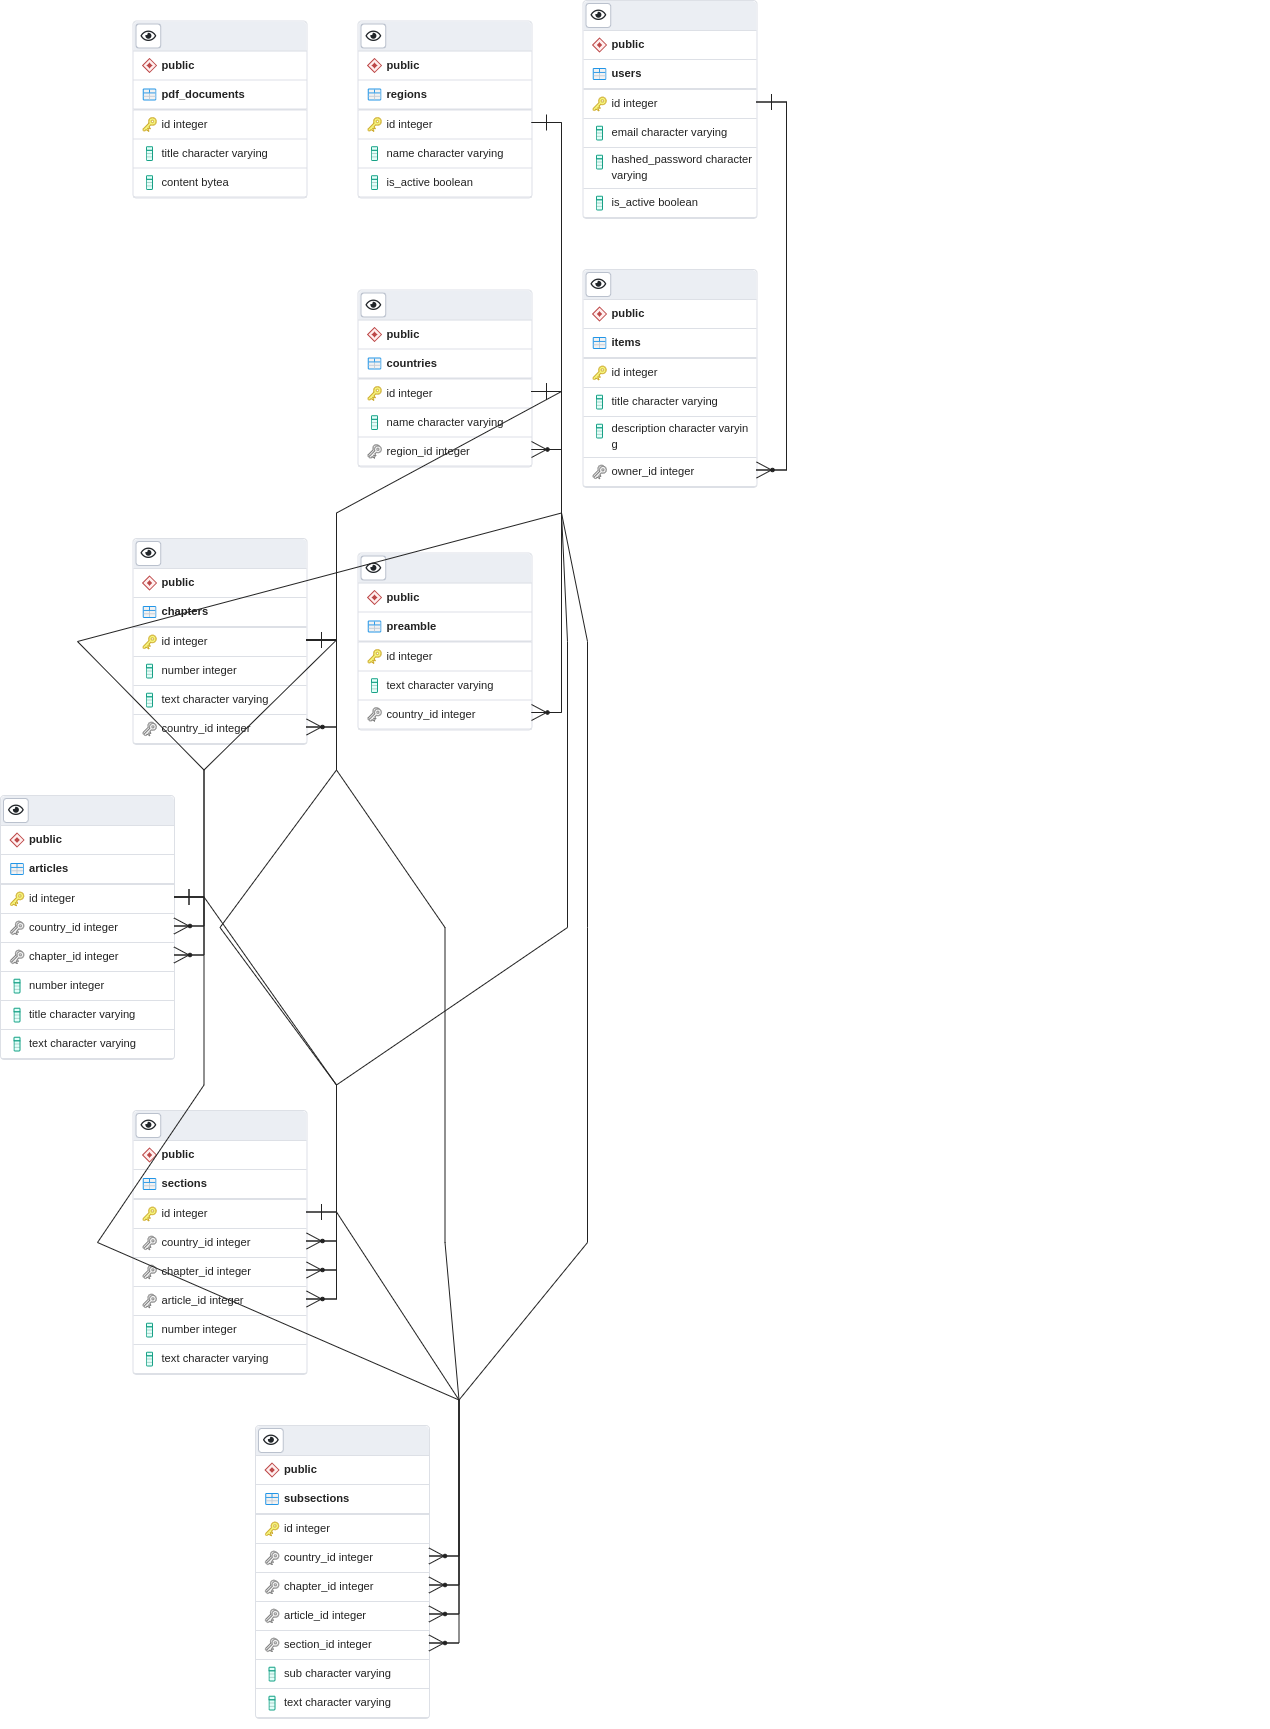 public
pdf_documents
id integer
title character varying
content bytea
public
regions
id integer
name character varying
is_active boolean
public
users
id integer
email character varying
hashed_password character
varying
is_active boolean
public
countries
id integer
name character varying
region_id integer
public
items
id integer
title character varying
description character varyin
g
owner_id integer
public
chapters
id integer
number integer
text character varying
country_id integer
public
preamble
id integer
text character varying
country_id integer
public
articles
id integer
country_id integer
chapter_id integer
number integer
title character varying
text character varying
public
sections
id integer
country_id integer
chapter_id integer
article_id integer
number integer
text character varying
public
subsections
id integer
country_id integer
chapter_id integer
article_id integer
section_id integer
sub character varying
text character varying